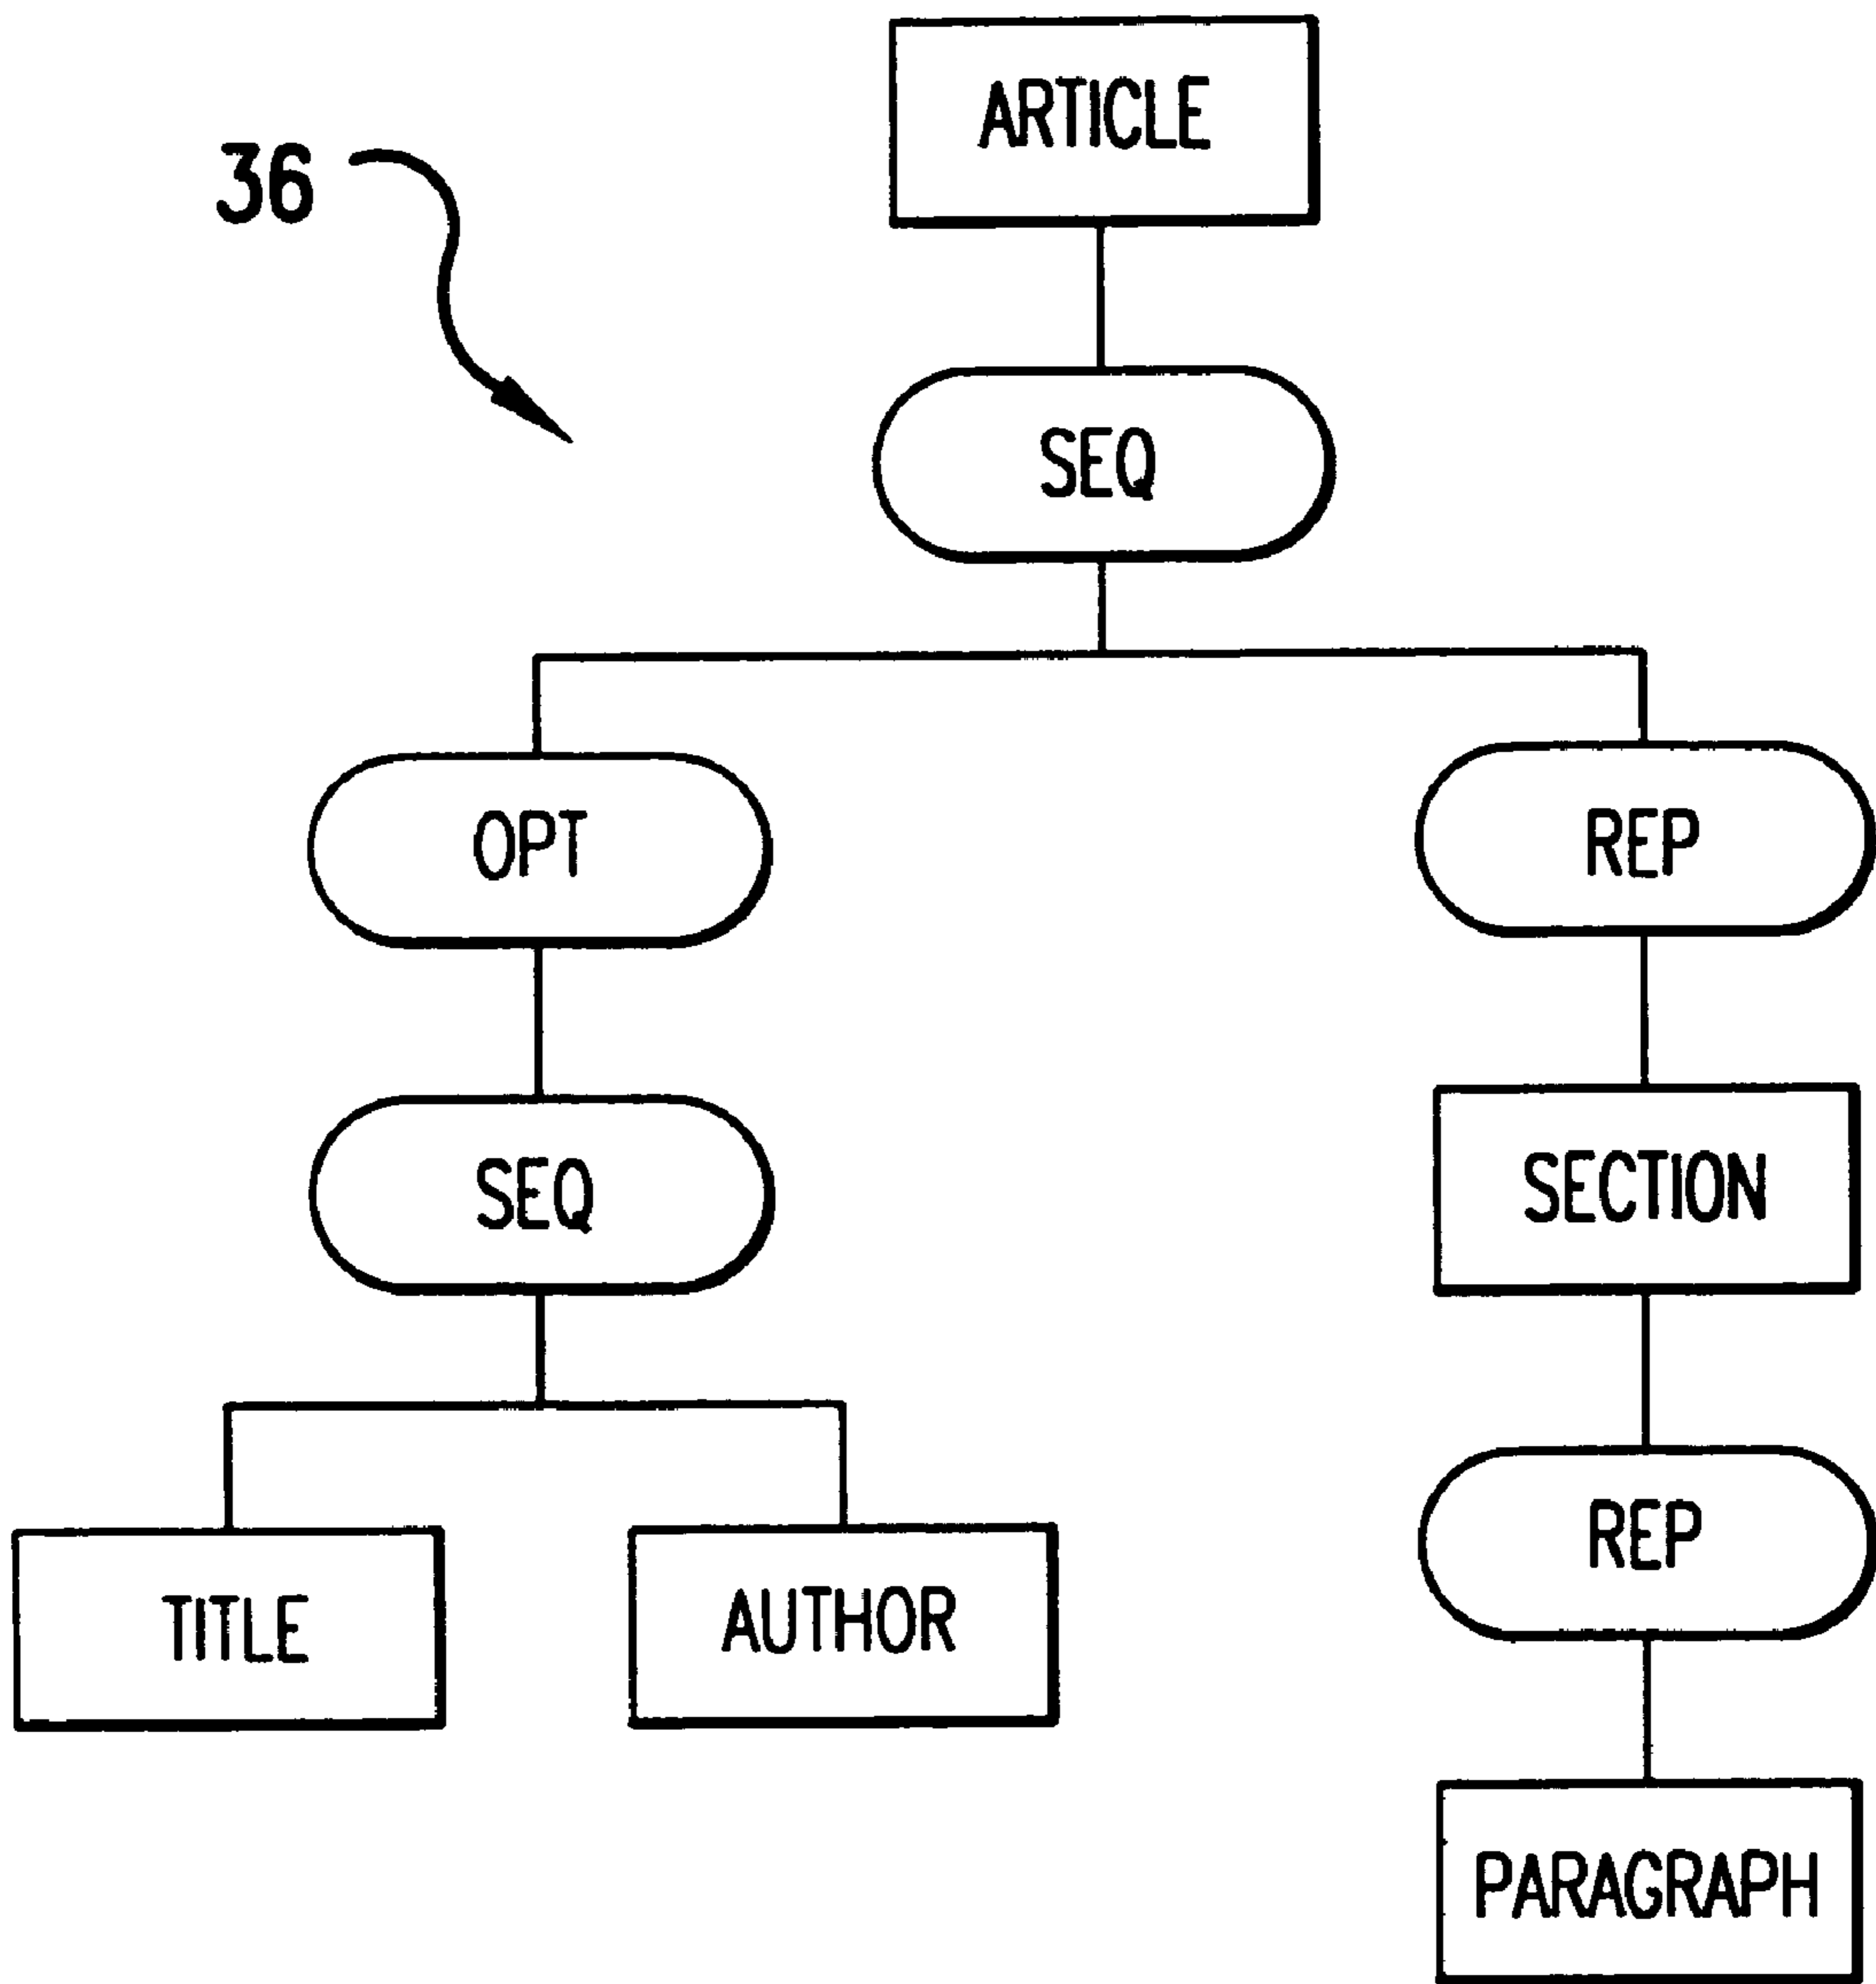 ARTICLE
36
SEQ
OPT
REP
SEQ
SECTION
TITLE
AUTHOR
REP
PARAGRAPH